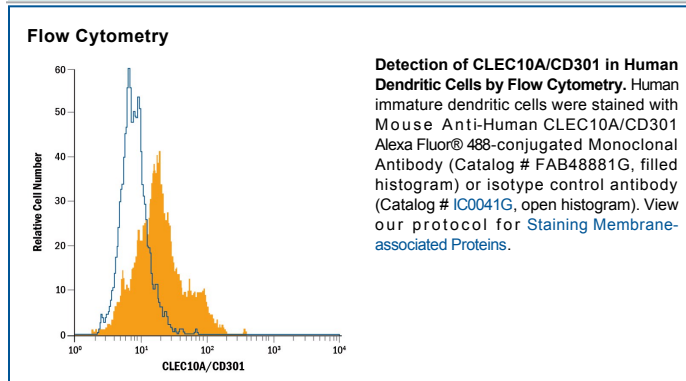 Flow Cytometry
Detection of CLEC10A/CD301 in Human
Dendritic Cells by Flow Cytometry. Human
immature dendritic cells were stained with
Mouse Anti-Human CLEC10A/CD301
Alexa Fluor® 488-conjugated Monoclonal
Antibody (Catalog # FAB48881G, filled
histogram) or isotype control antibody
(Catalog # IC0041G, open histogram). View
our protocol for Staining Membrane-
associated Proteins.
Relative Cell Number
60
50
40
30
20
10
0
10⁰ 10¹ 10² 10³ 10⁴
CLEC10A/CD301